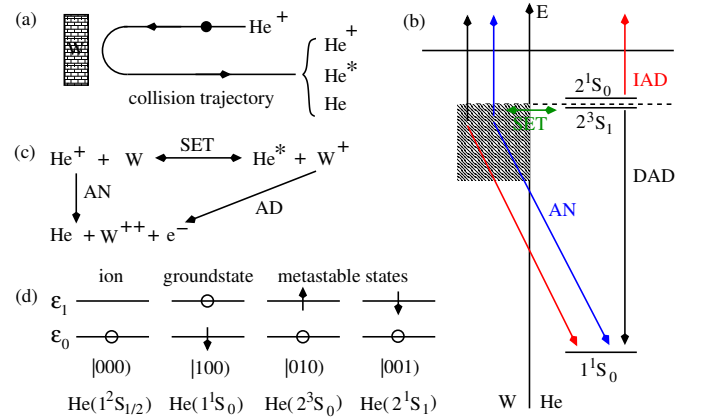 (a)
W
He+
He+
He*
He
collision trajectory
(b)
E
IAD
2¹S₀
2³S₁
SET
DAD
AN
1¹S₀
W He
(c)
He+ + W SET He* + W+
AN
AD
He + W++ + e−
(d)
ion groundstate metastable states
ε₁
ε₀
|000) |100) |010) |001)
He(1²S₁/₂) He(1¹S₀) He(2³S₀) He(2¹S₁)